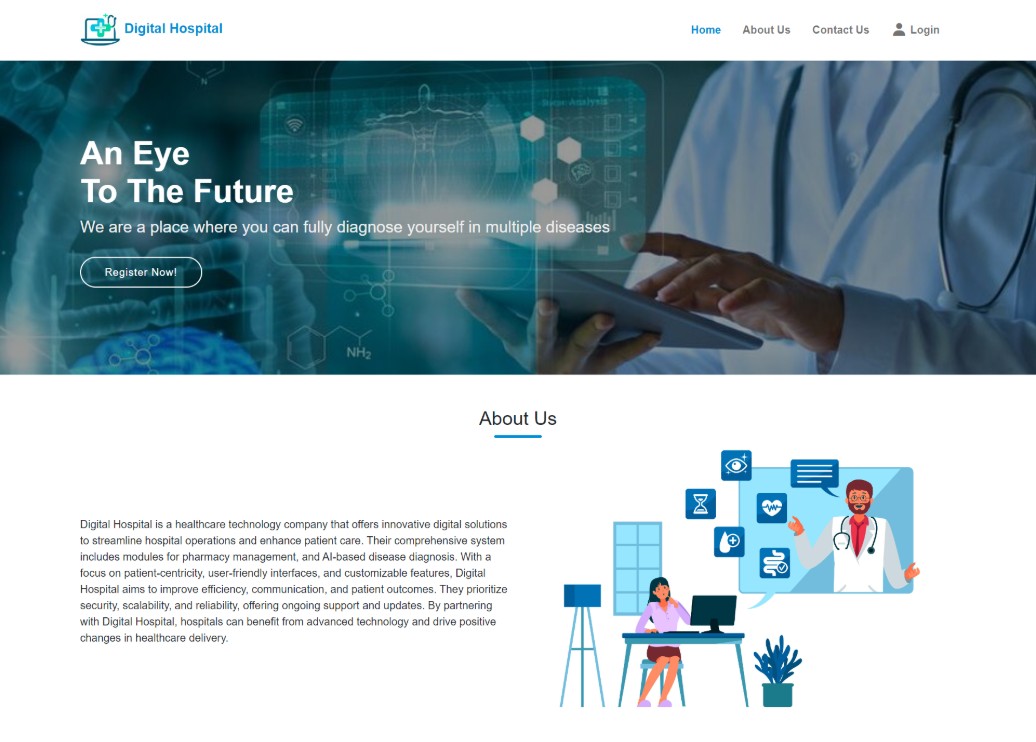 Digital Hospital
Home About Us Contact Us Login
An Eye
To The Future
We are a place where you can fully diagnose yourself in multiple diseases
Register Now!
N
NH₂
About Us
Digital Hospital is a healthcare technology company that offers innovative digital solutions
to streamline hospital operations and enhance patient care. Their comprehensive system
includes modules for pharmacy management, and AI-based disease diagnosis. With a
focus on patient-centricity, user-friendly interfaces, and customizable features, Digital
Hospital aims to improve efficiency, communication, and patient outcomes. They prioritize
security, scalability, and reliability, offering ongoing support and updates. By partnering
with Digital Hospital, hospitals can benefit from advanced technology and drive positive
changes in healthcare delivery.